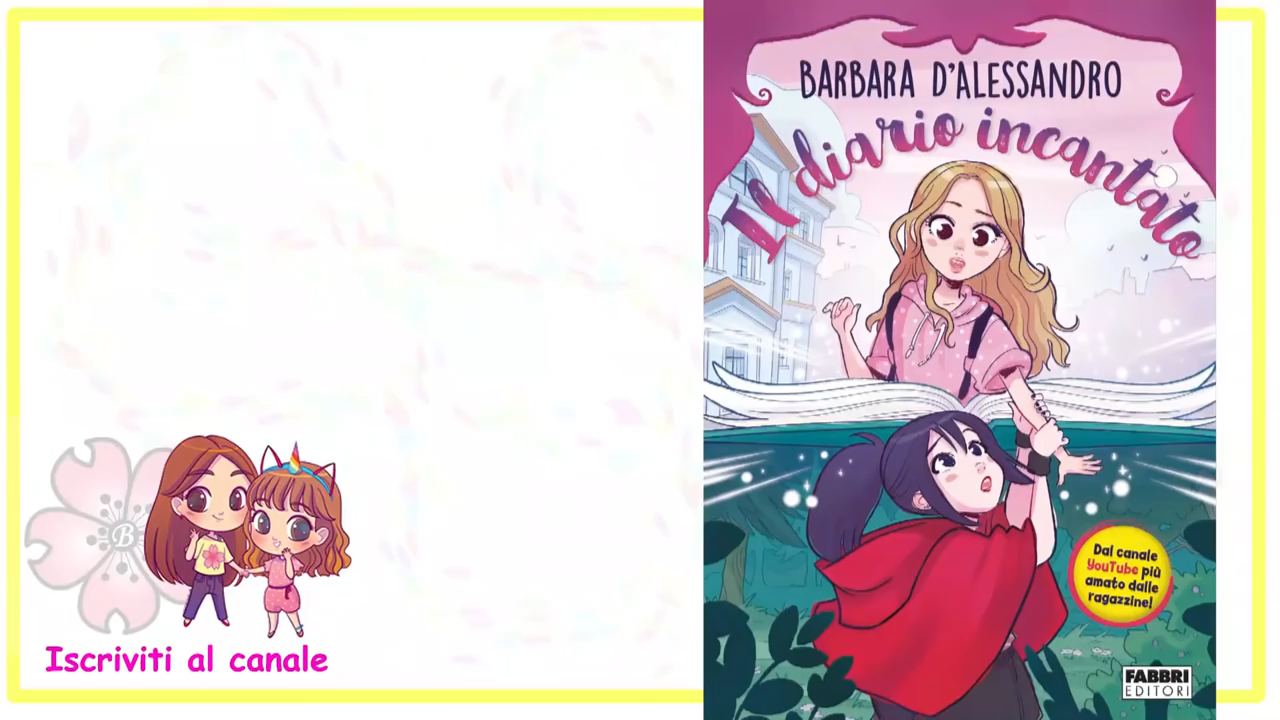 BARBARA D'ALESSANDRO
Il diario incantato
B
Dal canale
YouTube più
amato dalle
ragazzine!
Iscriviti al canale
FABBRI
EDITORI